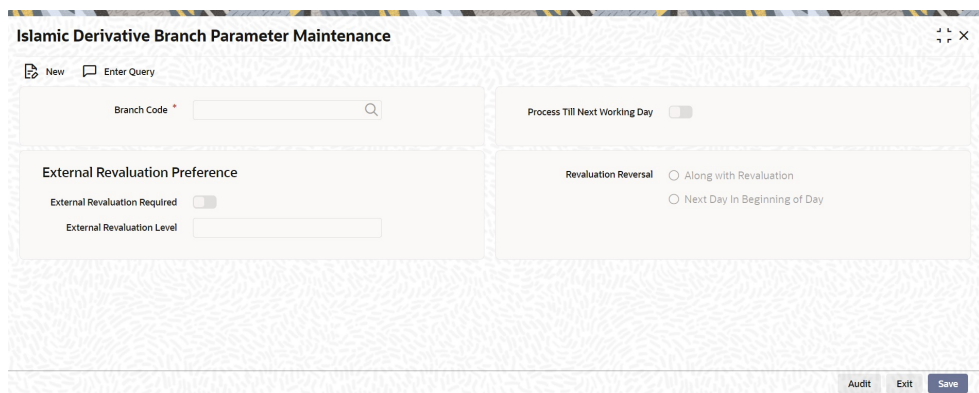 Islamic Derivative Branch Parameter Maintenance
New Enter Query
Branch Code *
Process Till Next Working Day
External Revaluation Preference
External Revaluation Required
External Revaluation Level
Revaluation Reversal
Along with Revaluation
Next Day In Beginning of Day
Audit Exit Save